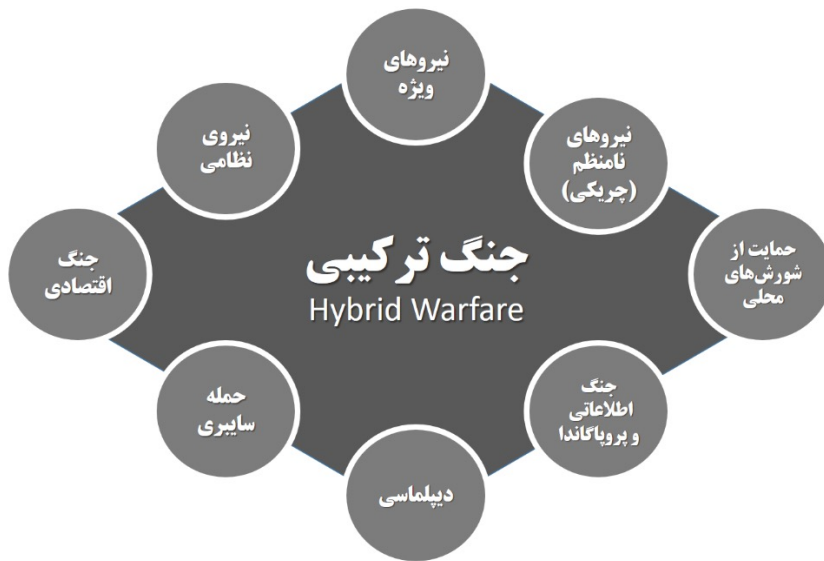 نیروهای
ویژه
نیروی
نظامی
نیروهای
نامنظم
(چریکی)
جنگ
اقتصادی
جنگ ترکیبی
Hybrid Warfare
حمایت از
شورش‌های
محلی
حمله
سایبری
جنگ
اطلاعاتی
و پروپاگاندا
دیپلماسی